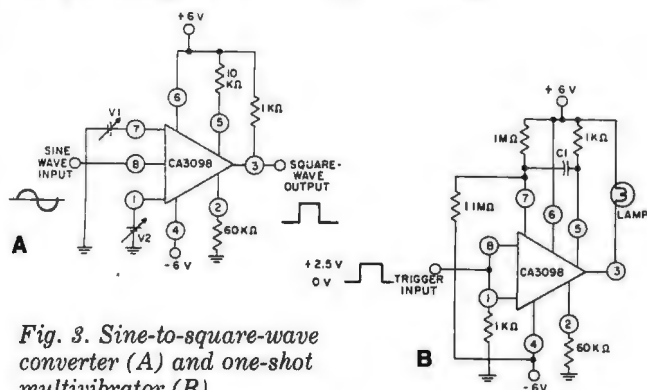 +6V
10
KΩ
1KΩ
V1
7
6
5
SINE
WAVE
INPUT
8
CA3098
3
SQUARE-
WAVE
OUTPUT
1
4
2
V2
60KΩ
-6V
A
+6V
1MΩ
1KΩ
C1
1.1MΩ
7
6
5
LAMP
+2.5V
0V
TRIGGER
INPUT
8
CA3098
3
1
4
2
1KΩ
60KΩ
-6V
B
Fig. 3. Sine-to-square-wave
converter (A) and one-shot
multivibrator (B).